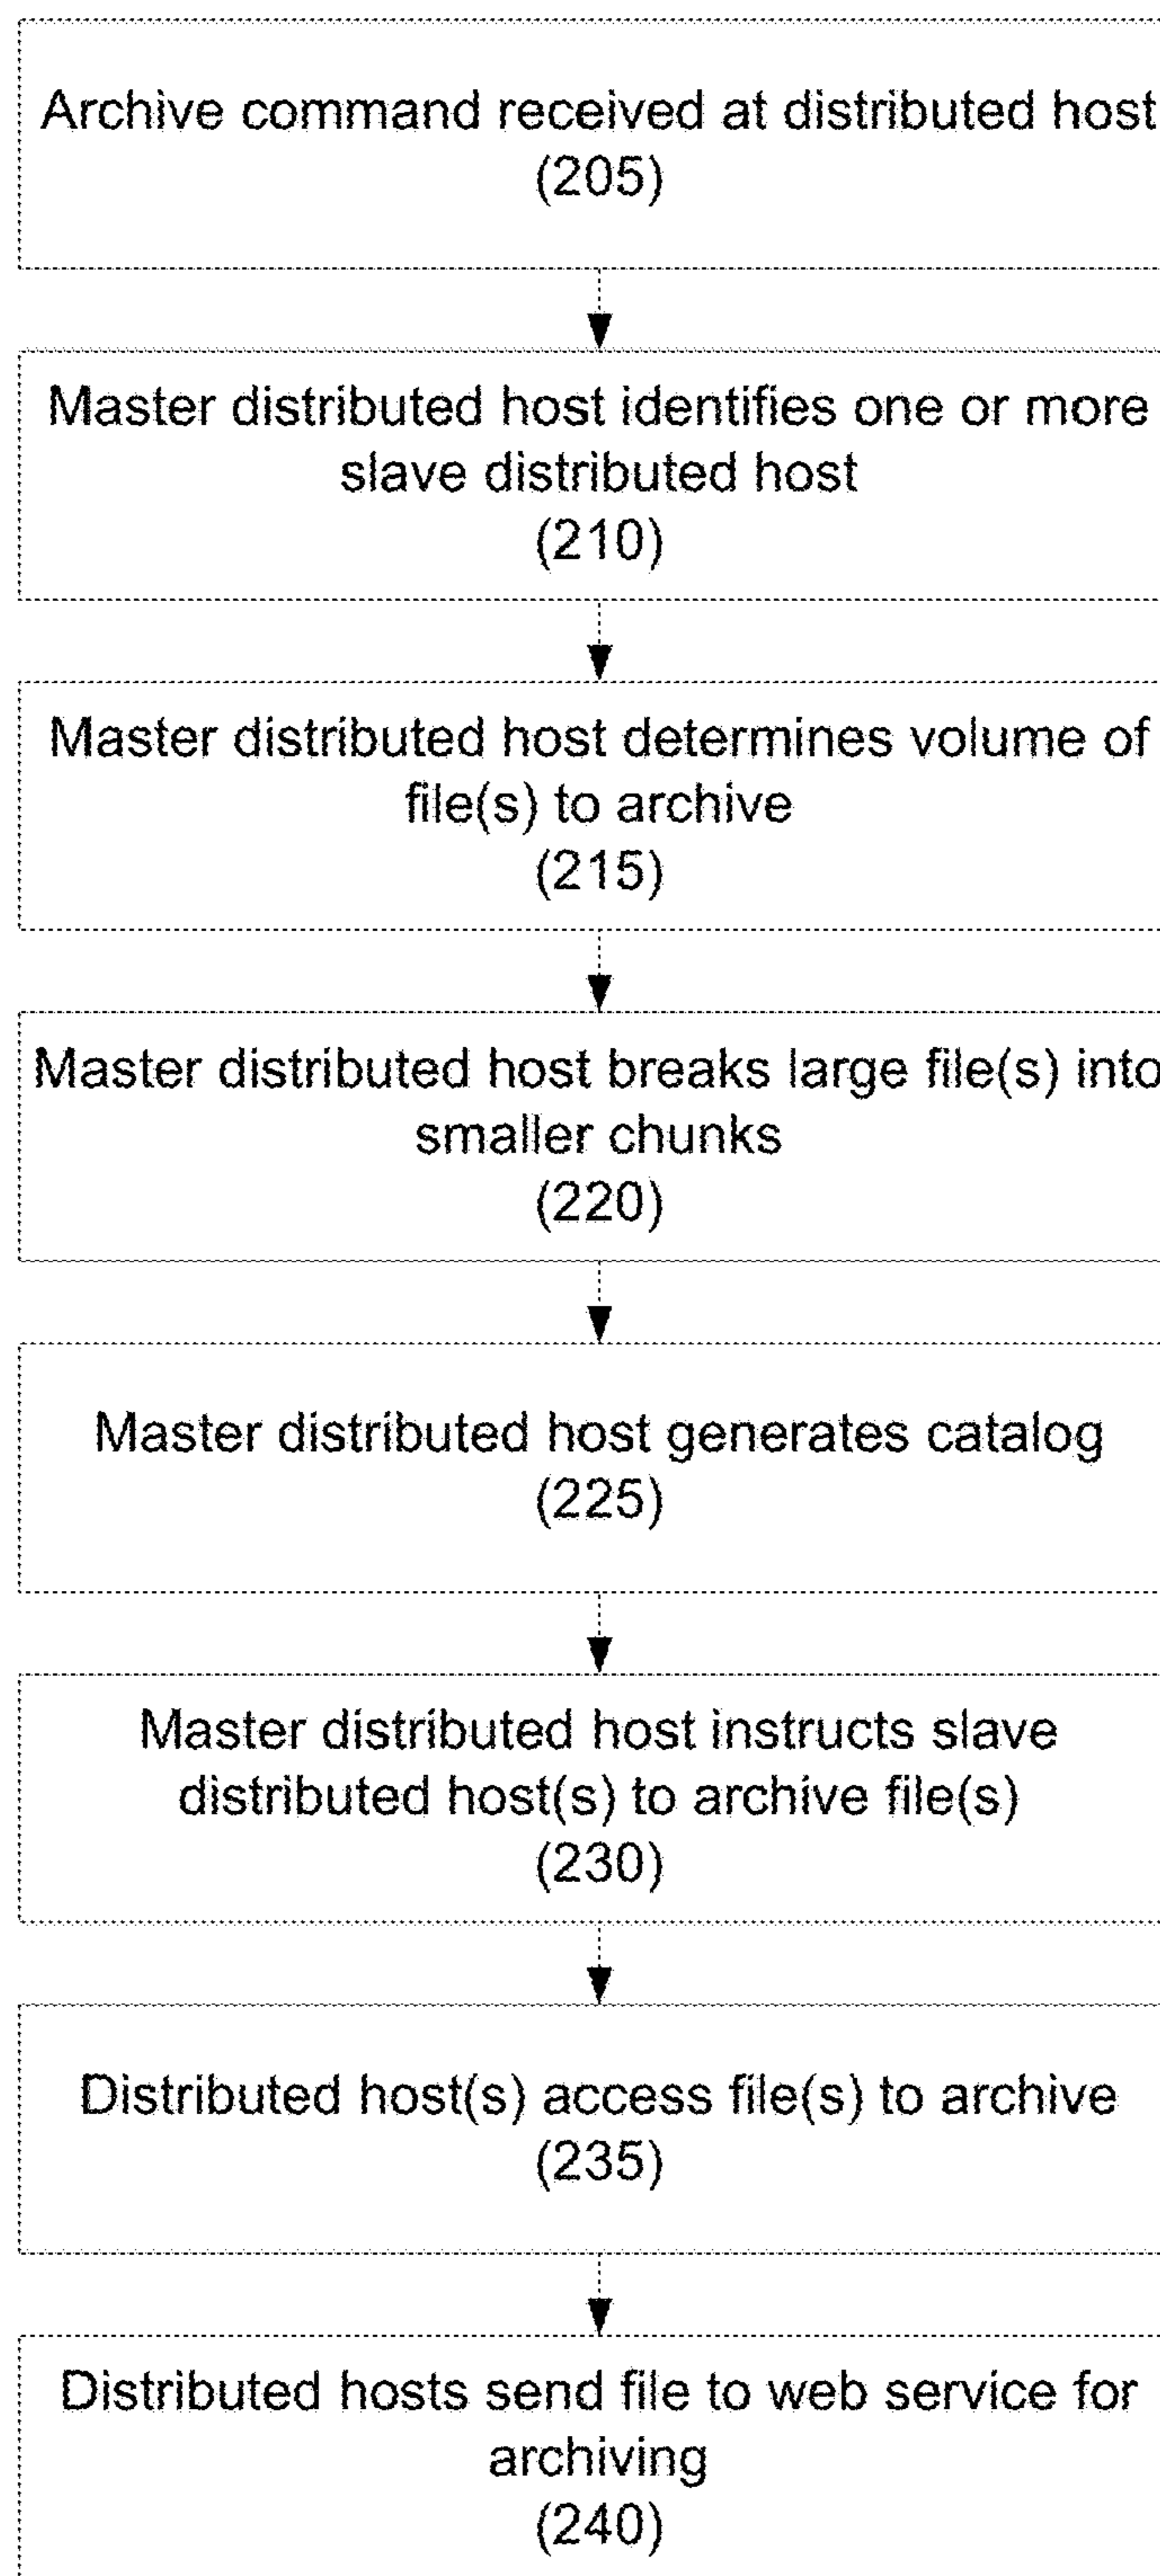 Archive command received at distributed host
(205)
Master distributed host identifies one or more
slave distributed host
(210)
Master distributed host determines volume of
file(s) to archive
(215)
Master distributed host breaks large file(s) into
smaller chunks
(220)
Master distributed host generates catalog
(225)
Master distributed host instructs slave
distributed host(s) to archive file(s)
(230)
Distributed host(s) access file(s) to archive
(235)
Distributed hosts send file to web service for
archiving
(240)